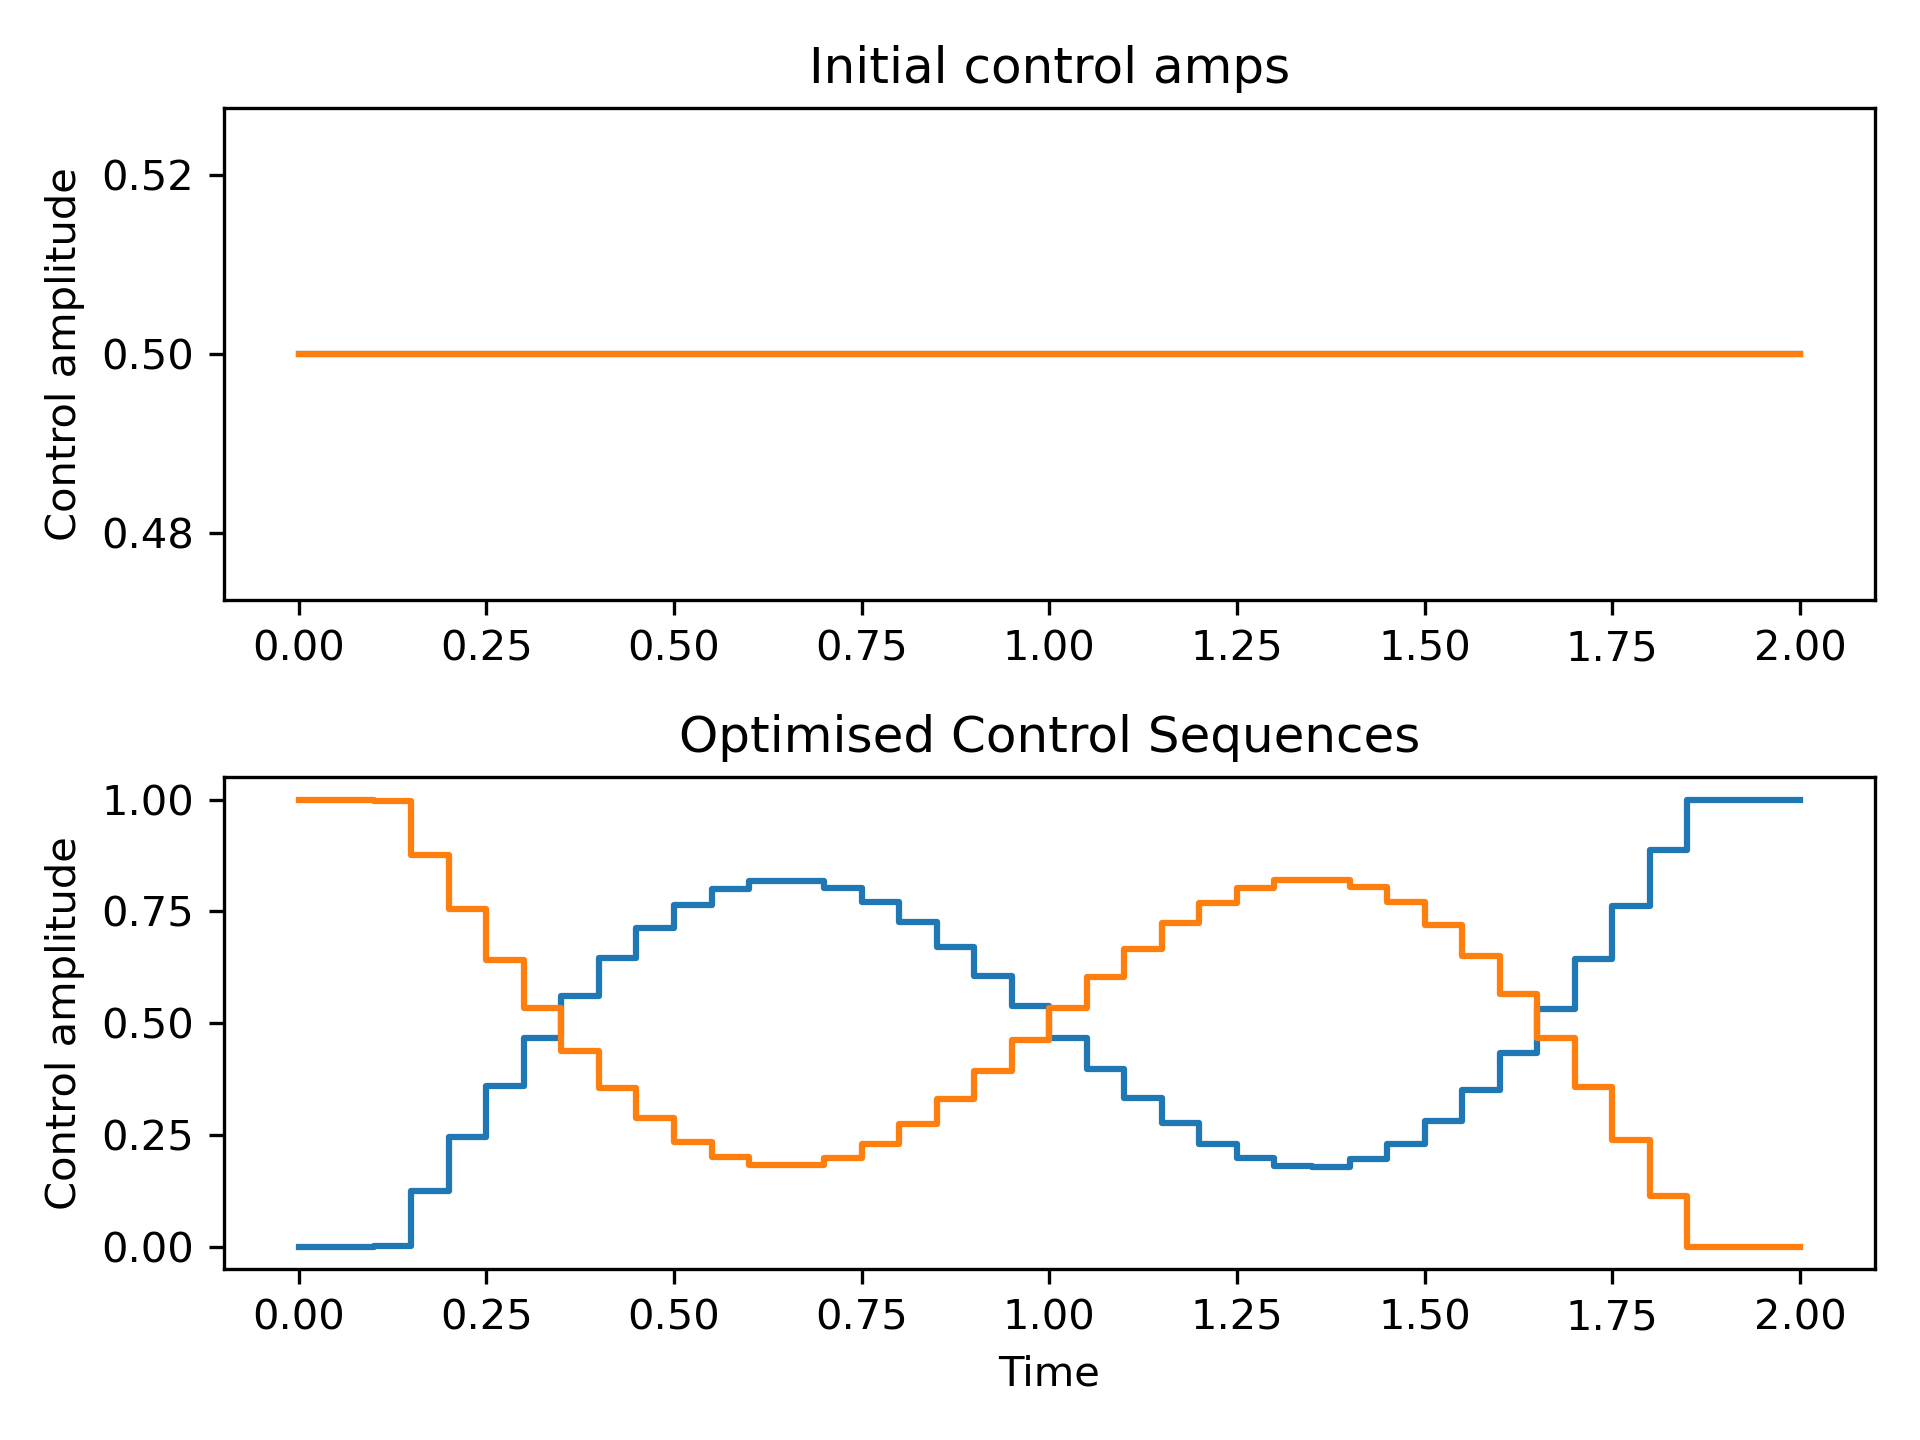 Initial control amps
Control amplitude
0.52
0.50
0.48
0.00 0.25 0.50 0.75 1.00 1.25 1.50 1.75 2.00
Optimised Control Sequences
Control amplitude
1.00
0.75
0.50
0.25
0.00
0.00 0.25 0.50 0.75 1.00 1.25 1.50 1.75 2.00
Time